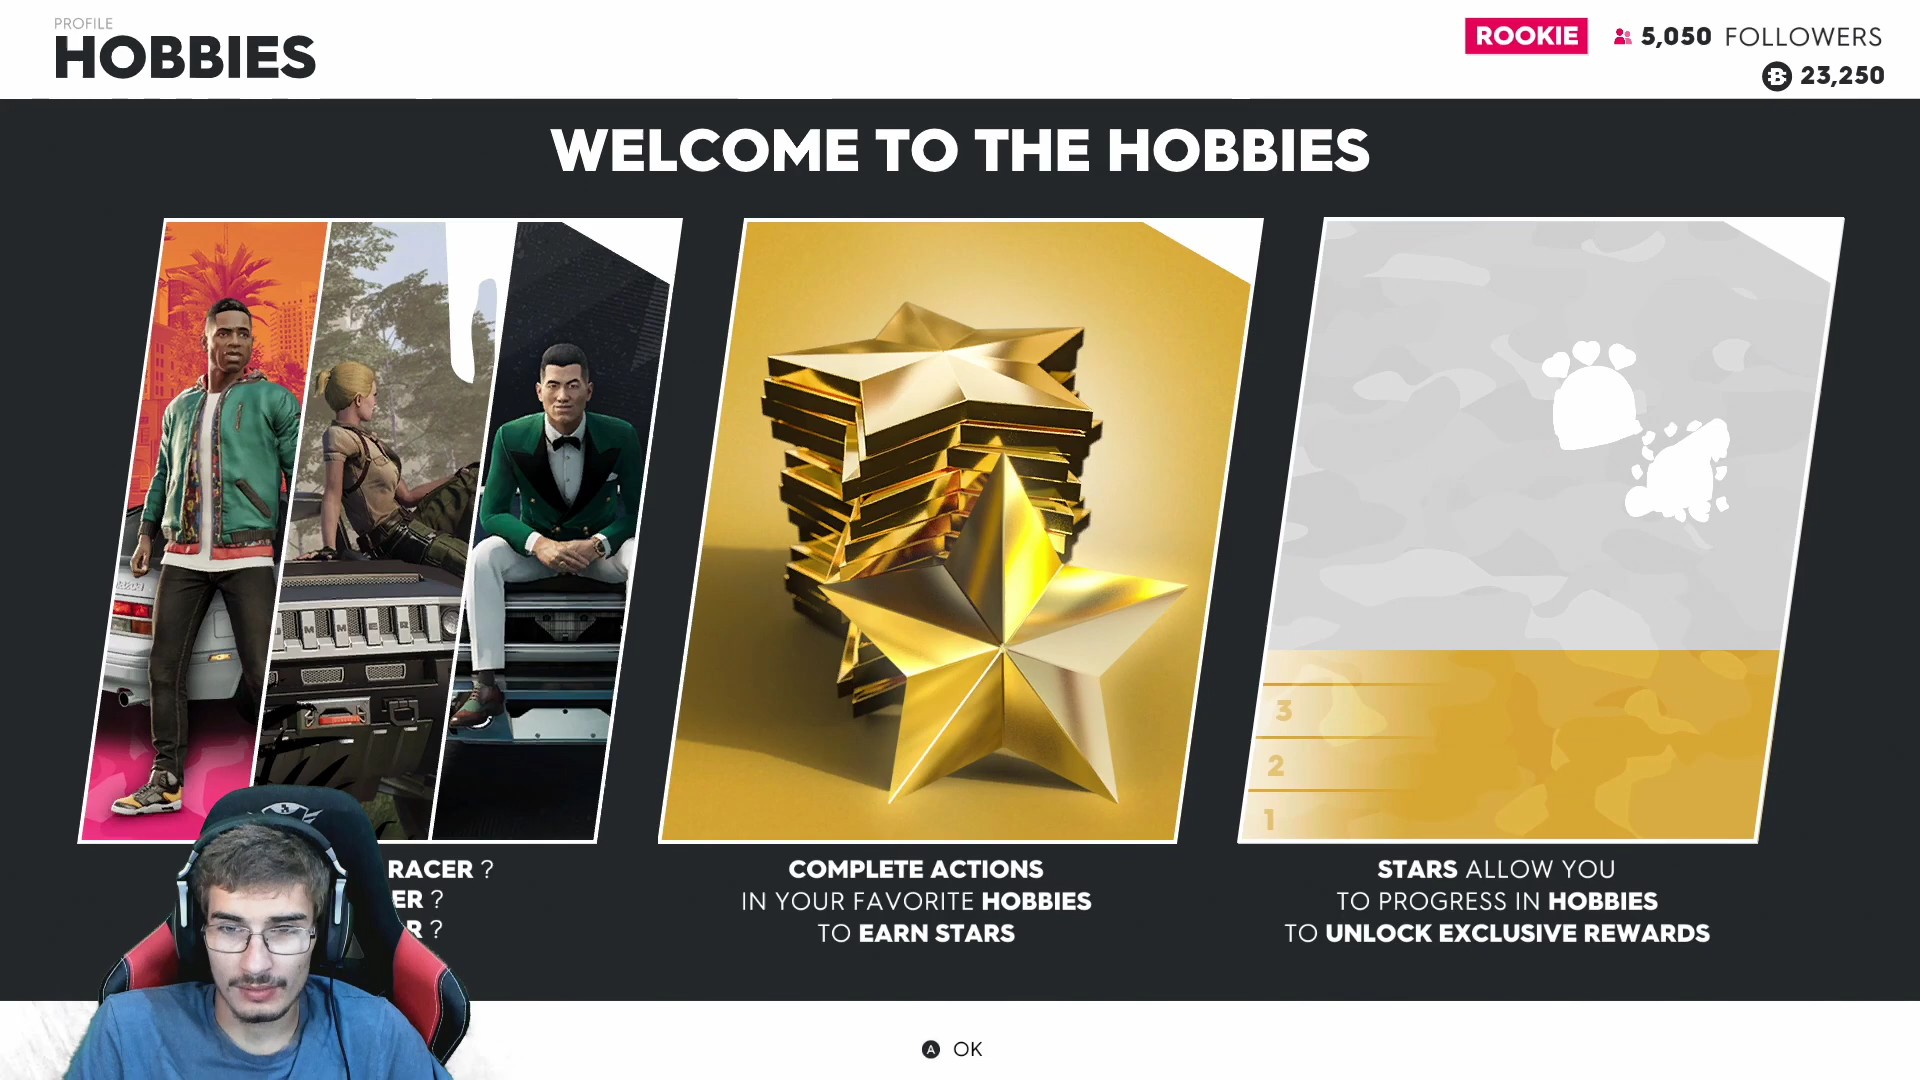 PROFILE
HOBBIES
ROOKIE
5,050 FOLLOWERS
23,250
WELCOME TO THE HOBBIES
3
2
1
RACER ?
ER ?
R ?
COMPLETE ACTIONS
IN YOUR FAVORITE HOBBIES
TO EARN STARS
STARS ALLOW YOU
TO PROGRESS IN HOBBIES
TO UNLOCK EXCLUSIVE REWARDS
A OK